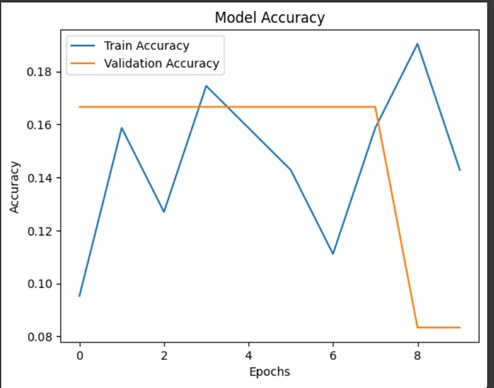 Model Accuracy
Train Accuracy
Validation Accuracy
Accuracy
0.18
0.16
0.14
0.12
0.10
0.08
0 2 4 6 8
Epochs